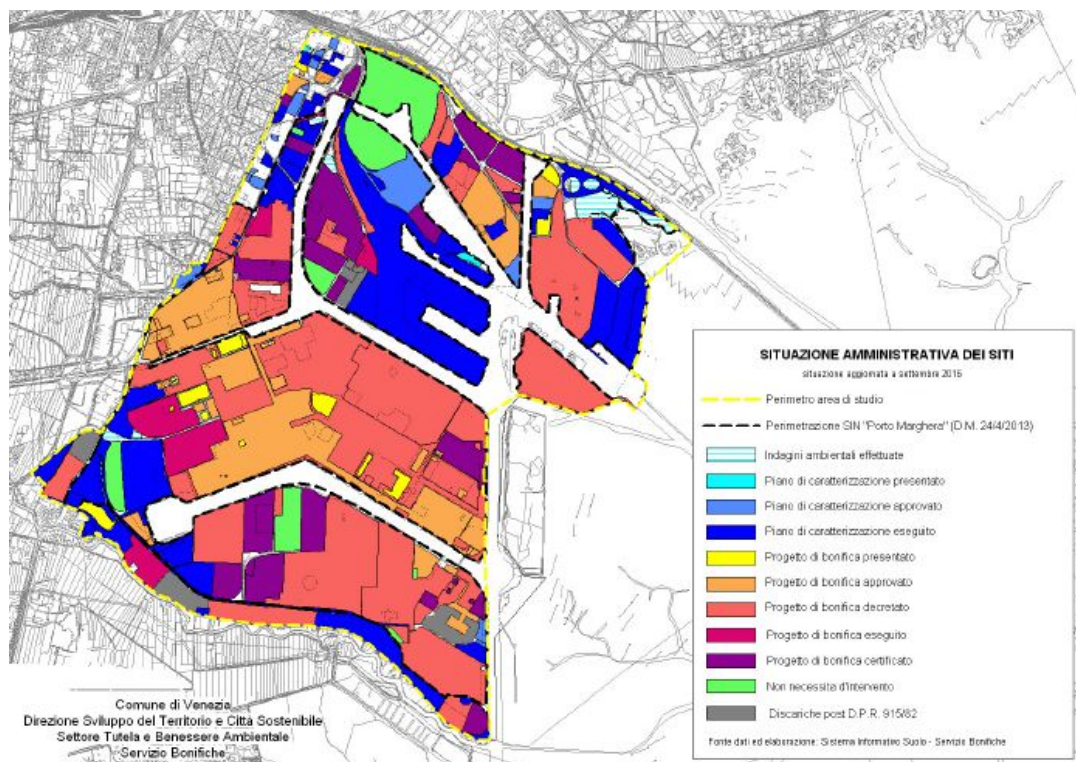 SITUAZIONE AMMINISTRATIVA DEI SITI
situazione aggiornata a settembre 2015
Perimetro area di studio
Perimetrazione SIN "Porto Marghera" (D.M. 24/4/2013)
Indagini ambientali effettuate
Piano di caratterizzazione presentato
Piano di caratterizzazione approvato
Piano di caratterizzazione eseguito
Progetto di bonifica presentato
Progetto di bonifica approvato
Progetto di bonifica decretato
Progetto di bonifica eseguito
Progetto di bonifica certificato
Non necessita d'intervento
Discariche post D.P.R. 915/82
Fonte dati ed elaborazione: Sistema Informativo Suolo - Servizio Bonifiche
Comune di Venezia
Direzione Sviluppo del Territorio e Città Sostenibile
Settore Tutela e Benessere Ambientale
Servizio Bonifiche